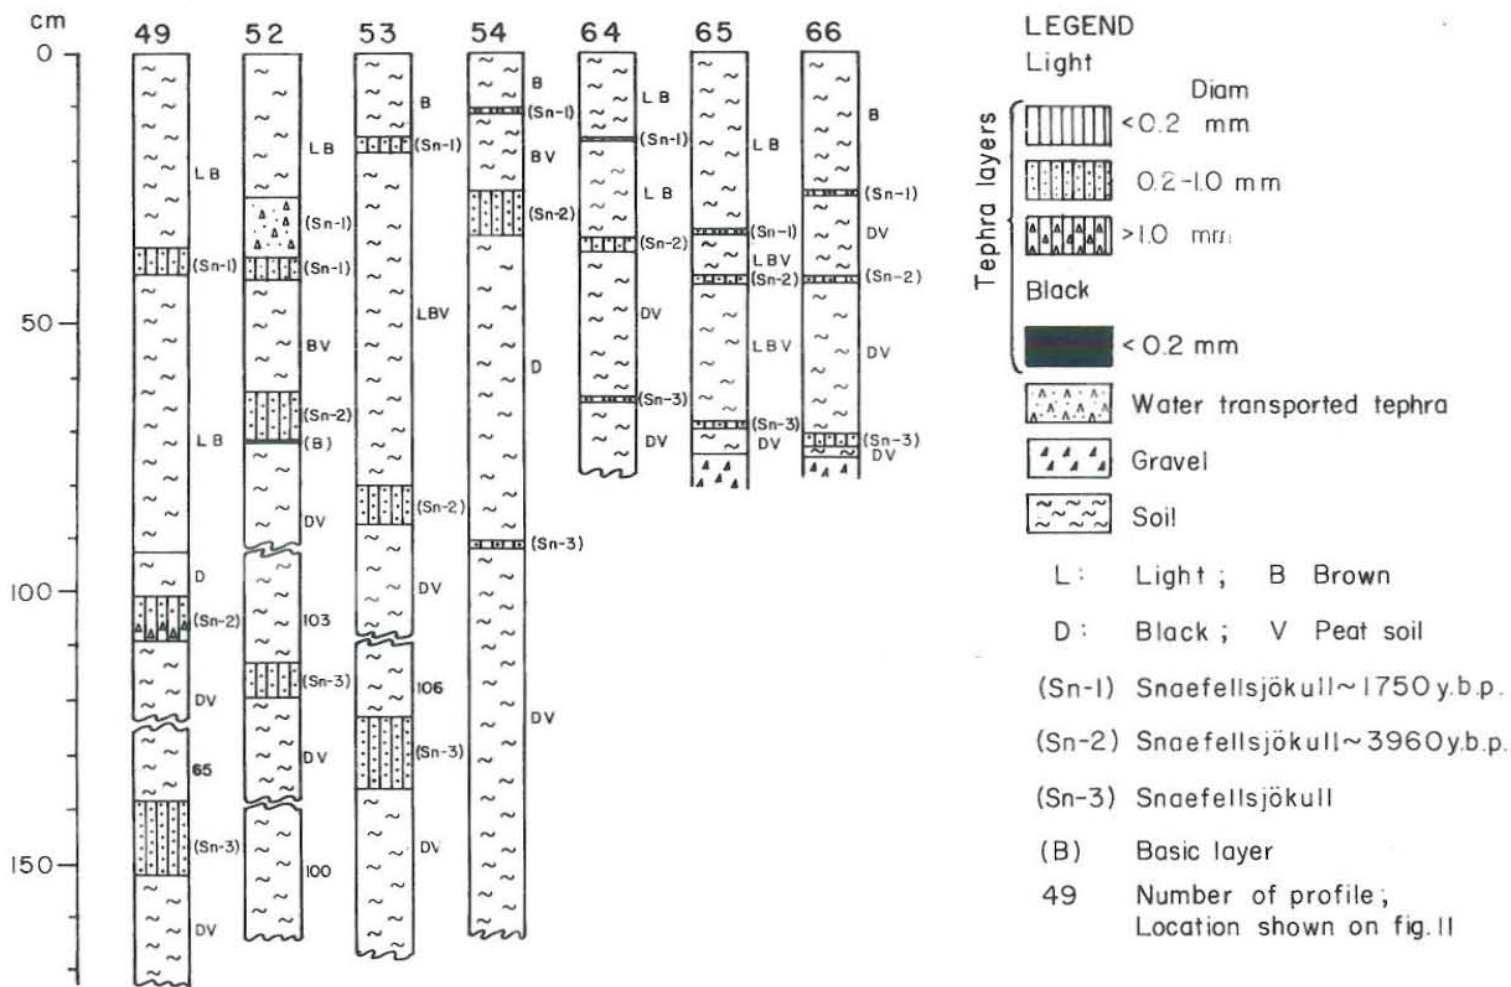 cm
0
50
100
150
49
LB
(Sn-1)
LB
D
(Sn-2)
DV
65
(Sn-3)
DV
52
LB
(Sn-1)
(Sn-1)
BV
(Sn-2)
(B)
DV
103
(Sn-3)
DV
100
53
B
(Sn-1)
LBV
(Sn-2)
DV
106
(Sn-3)
DV
54
B
(Sn-1)
BV
(Sn-2)
D
(Sn-3)
DV
64
LB
(Sn-1)
LB
(Sn-2)
DV
(Sn-3)
DV
65
LB
(Sn-1)
LBV
(Sn-2)
LBV
(Sn-3)
DV
66
B
(Sn-1)
DV
(Sn-2)
DV
(Sn-3)
DV
LEGEND
Light
Diam
Tephra layers
<0.2 mm
0.2-1.0 mm
>1.0 mm
Black
<0.2 mm
Water transported tephra
Gravel
Soil
L: Light; B Brown
D: Black; V Peat soil
(Sn-1) Snaefellsjökull~1750 y.b.p.
(Sn-2) Snaefellsjökull~3960 y.b.p.
(Sn-3) Snaefellsjökull
(B) Basic layer
49 Number of profile;
Location shown on fig. 11